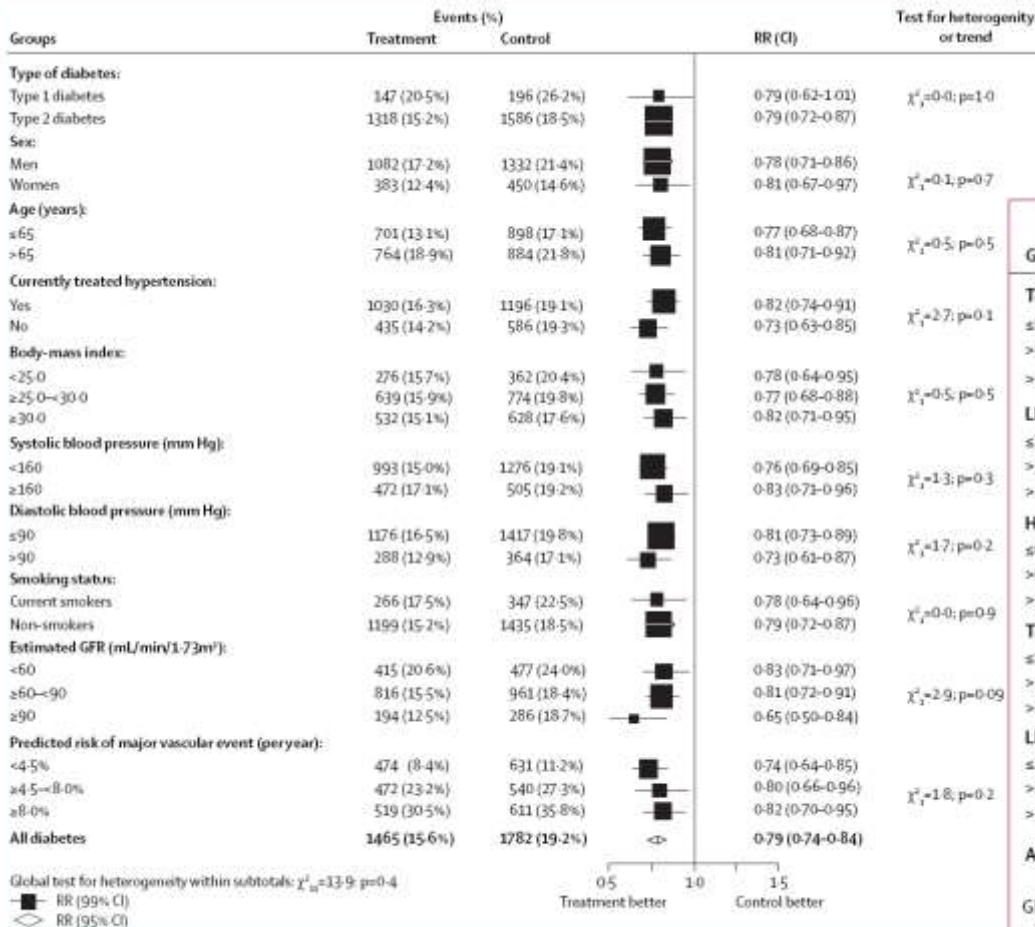 Events (%)
Test for heterogenity
Groups Treatment Control RR (CI) or trend
Type of diabetes:
Type 1 diabetes 147 (20·5%) 196 (26·2%) 0·79 (0·62–1·01) χ²₁=0·0; p=1·0
Type 2 diabetes 1318 (15·2%) 1586 (18·5%) 0·79 (0·72–0·87)
Sex:
Men 1082 (17·2%) 1332 (21·4%) 0·78 (0·71–0·86)
Women 383 (12·4%) 450 (14·6%) 0·81 (0·67–0·97) χ²₁=0·1; p=0·7
Age (years):
≤65 701 (13·1%) 898 (17·1%) 0·77 (0·68–0·87)
>65 764 (18·9%) 884 (21·8%) 0·81 (0·71–0·92) χ²₁=0·5; p=0·5
Currently treated hypertension:
Yes 1030 (16·3%) 1196 (19·1%) 0·82 (0·74–0·91)
No 435 (14·2%) 586 (19·3%) 0·73 (0·63–0·85) χ²₁=2·7; p=0·1
Body-mass index:
<25·0 276 (15·7%) 362 (20·4%) 0·78 (0·64–0·95)
≥25·0–<30·0 639 (15·9%) 774 (19·8%) 0·77 (0·68–0·88) χ²₁=0·5; p=0·5
≥30·0 532 (15·1%) 628 (17·6%) 0·82 (0·71–0·95)
Systolic blood pressure (mm Hg):
<160 993 (15·0%) 1276 (19·1%) 0·76 (0·69–0·85)
≥160 472 (17·1%) 505 (19·2%) 0·83 (0·71–0·96) χ²₁=1·3; p=0·3
Diastolic blood pressure (mm Hg):
≤90 1176 (16·5%) 1417 (19·8%) 0·81 (0·73–0·89)
>90 288 (12·9%) 364 (17·1%) 0·73 (0·61–0·87) χ²₁=1·7; p=0·2
Smoking status:
Current smokers 266 (17·5%) 347 (22·5%) 0·78 (0·64–0·96)
Non-smokers 1199 (15·2%) 1435 (18·5%) 0·79 (0·72–0·87) χ²₁=0·0; p=0·9
Estimated GFR (mL/min/1·73m²):
<60 415 (20·6%) 477 (24·0%) 0·83 (0·71–0·97)
≥60–<90 816 (15·5%) 961 (18·4%) 0·81 (0·72–0·91) χ²₁=2·9; p=0·09
≥90 194 (12·5%) 286 (18·7%) 0·65 (0·50–0·84)
Predicted risk of major vascular event (per year):
<4·5% 474 (8·4%) 631 (11·2%) 0·74 (0·64–0·85)
≥4·5–<8·0% 472 (23·2%) 540 (27·3%) 0·80 (0·66–0·96) χ²₁=1·8; p=0·2
≥8·0% 519 (30·5%) 611 (35·8%) 0·82 (0·70–0·95)
All diabetes 1465 (15·6%) 1782 (19·2%) 0·79 (0·74–0·84)
0·5 1·0 1·5
Treatment better Control better
Global test for heterogeneity within subtotals: =13·9; p=0·4
RR (99% CI)
RR (95% CI)